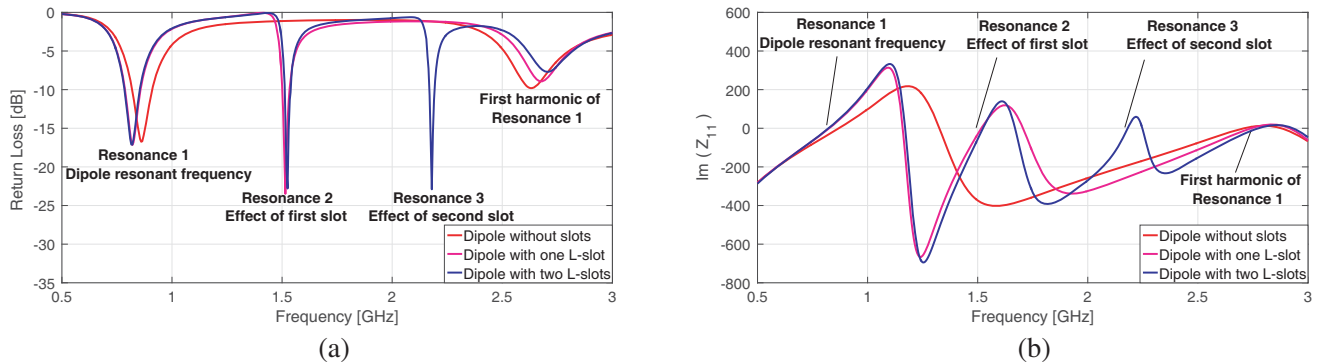 0
-5
-10
-15
-20
-25
-30
-35
0.5
1
1.5
2
2.5
3
Return Loss [dB]
Frequency [GHz]
Resonance 1
Dipole resonant frequency
Resonance 2
Effect of first slot
Resonance 3
Effect of second slot
First harmonic of
Resonance 1
Dipole without slots
Dipole with one L-slot
Dipole with two L-slots
(a)
600
400
200
0
-200
-400
-600
-800
0.5
1
1.5
2
2.5
3
Im ( Z11 )
Frequency [GHz]
Resonance 1
Dipole resonant frequency
Resonance 2
Effect of first slot
Resonance 3
Effect of second slot
First harmonic of
Resonance 1
Dipole without slots
Dipole with one L-slot
Dipole with two L-slots
(b)